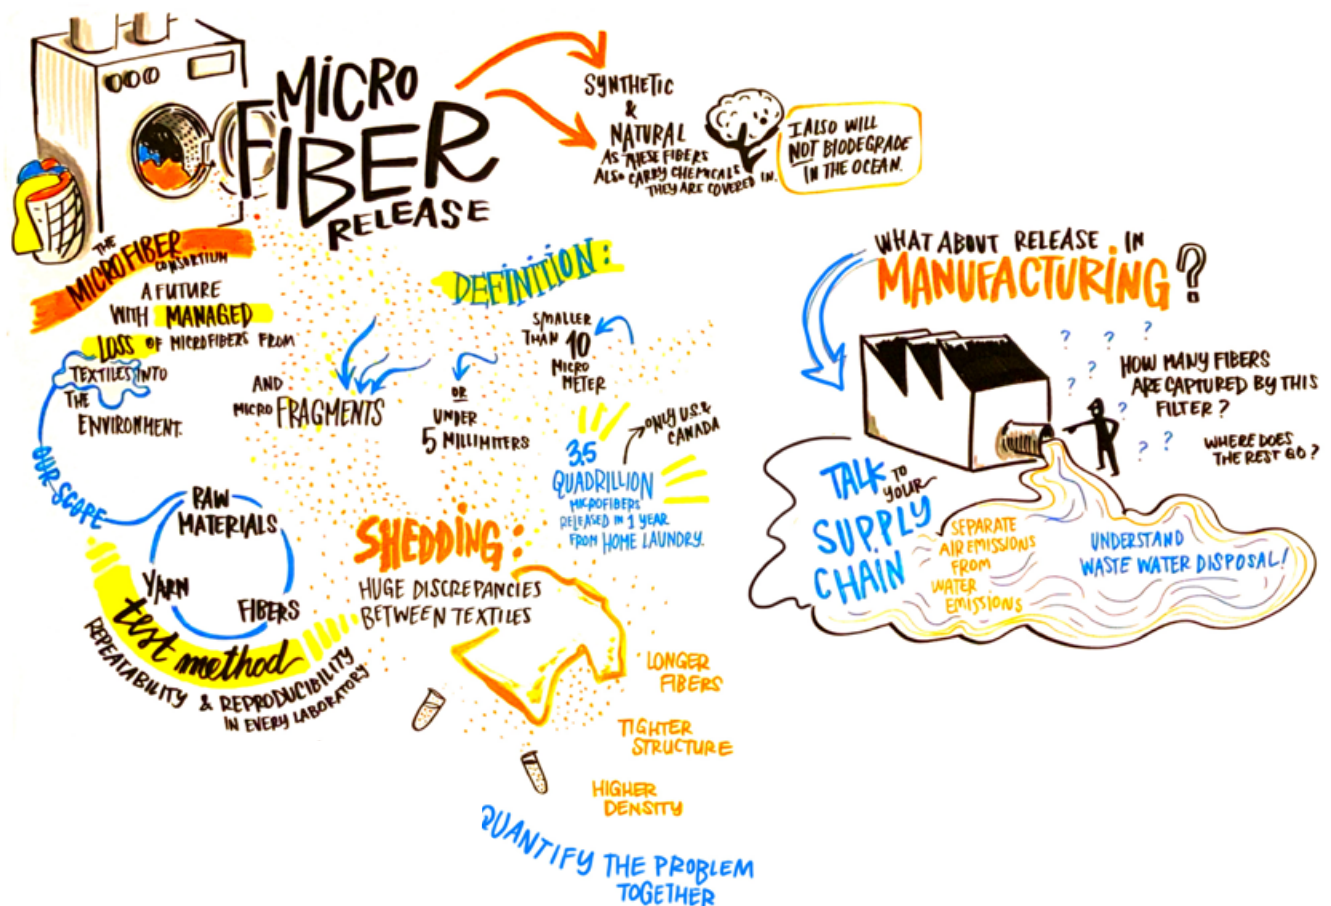 MICRO
FIBER
RELEASE
SYNTHETIC
&
NATURAL
AS THESE FIBERS
ALSO CARRY CHEMICALS
THEY ARE COVERED IN.
I ALSO WILL
NOT BIODEGRADE
IN THE OCEAN.
THE
MICROFIBER
CONSORTIUM
A FUTURE
WITH MANAGED
LOSS OF MICROFIBERS FROM
TEXTILES INTO
THE
ENVIRONMENT.
OUR SCOPE
RAW
MATERIALS
YARN
FIBERS
test method
REPEATABILITY & REPRODUCIBILITY
IN EVERY LABORATORY
DEFINITION:
SMALLER
THAN 10
MICRO
METER
OR
UNDER
5 MILLIMITERS
AND
MICRO FRAGMENTS
3.5
QUADRILLION
MICROFIBERS
RELEASED IN 1 YEAR
FROM HOME LAUNDRY.
ONLY U.S. &
CANADA
SHEDDING:
HUGE DISCREPANCIES
BETWEEN TEXTILES
LONGER
FIBERS
TIGHTER
STRUCTURE
HIGHER
DENSITY
QUANTIFY THE PROBLEM
TOGETHER
WHAT ABOUT RELEASE IN
MANUFACTURING?
? ? ? ? ? ? ?
HOW MANY FIBERS
ARE CAPTURED BY THIS
FILTER?
WHERE DOES
THE REST GO?
TALK TO
YOUR
SUPPLY
CHAIN
SEPARATE
AIR EMISSIONS
FROM
WATER
EMISSIONS
UNDERSTAND
WASTE WATER DISPOSAL!